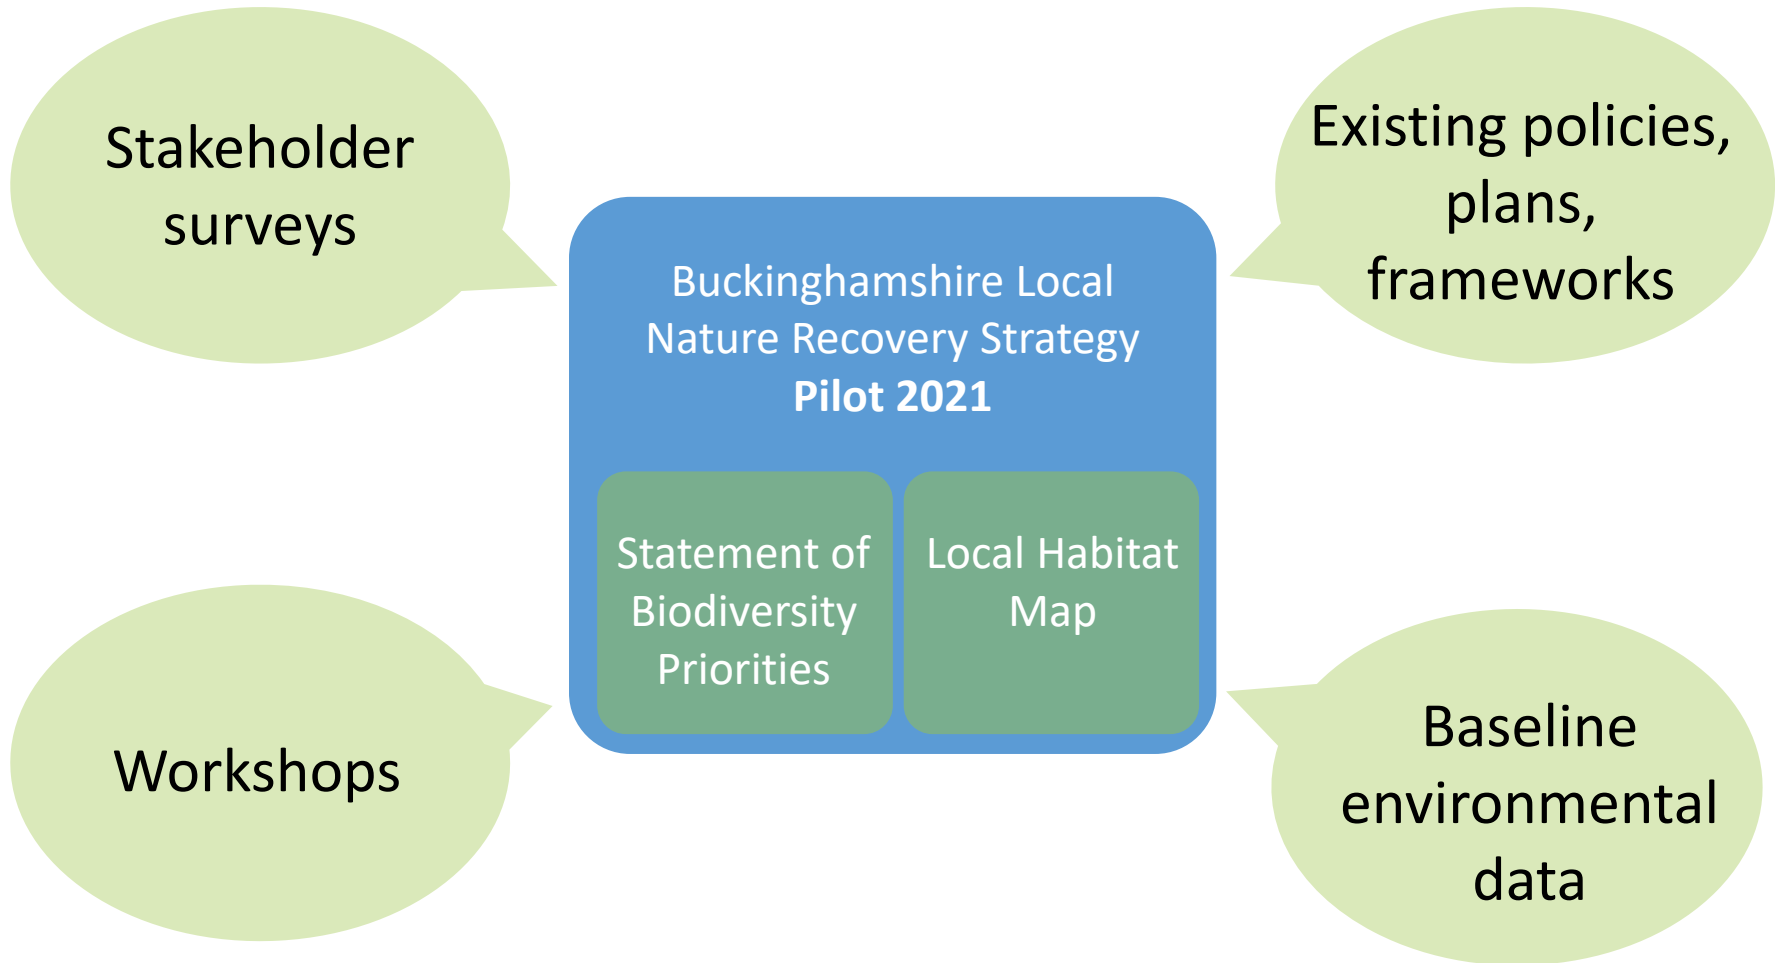 Stakeholder
surveys
Existing policies,
plans,
frameworks
Buckinghamshire Local
Nature Recovery Strategy
Pilot 2021
Statement of
Biodiversity
Priorities
Local Habitat
Map
Workshops
Baseline
environmental
data